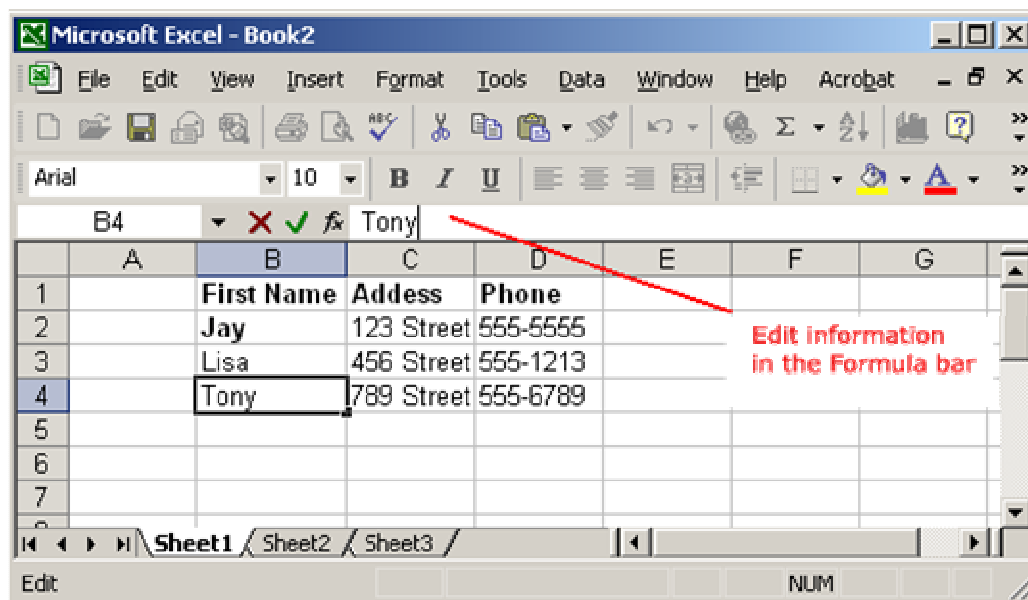 Microsoft Excel - Book2
File Edit View Insert Format Tools Data Window Help Acrobat
ABC Σ A Z ?
Arial 10 B I U A
B4 fx Tony
A B C D E F G
1 First Name Addess Phone
2 Jay 123 Street 555-5555
3 Lisa 456 Street 555-1213
4 Tony 789 Street 555-6789
5
6
7
Edit information
in the Formula bar
Sheet1 Sheet2 Sheet3
Edit NUM